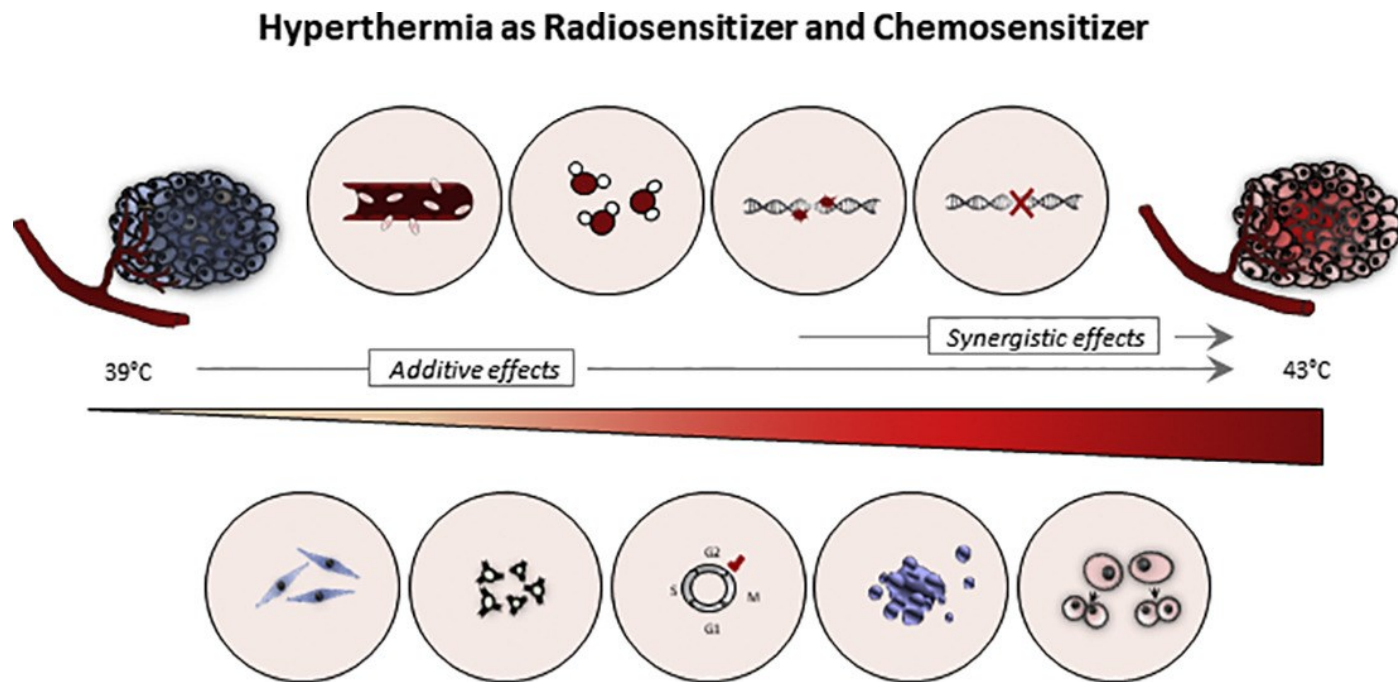 Hyperthermia as Radiosensitizer and Chemosensitizer
Synergistic effects
39°C
Additive effects
43°C
G2
S
M
G1